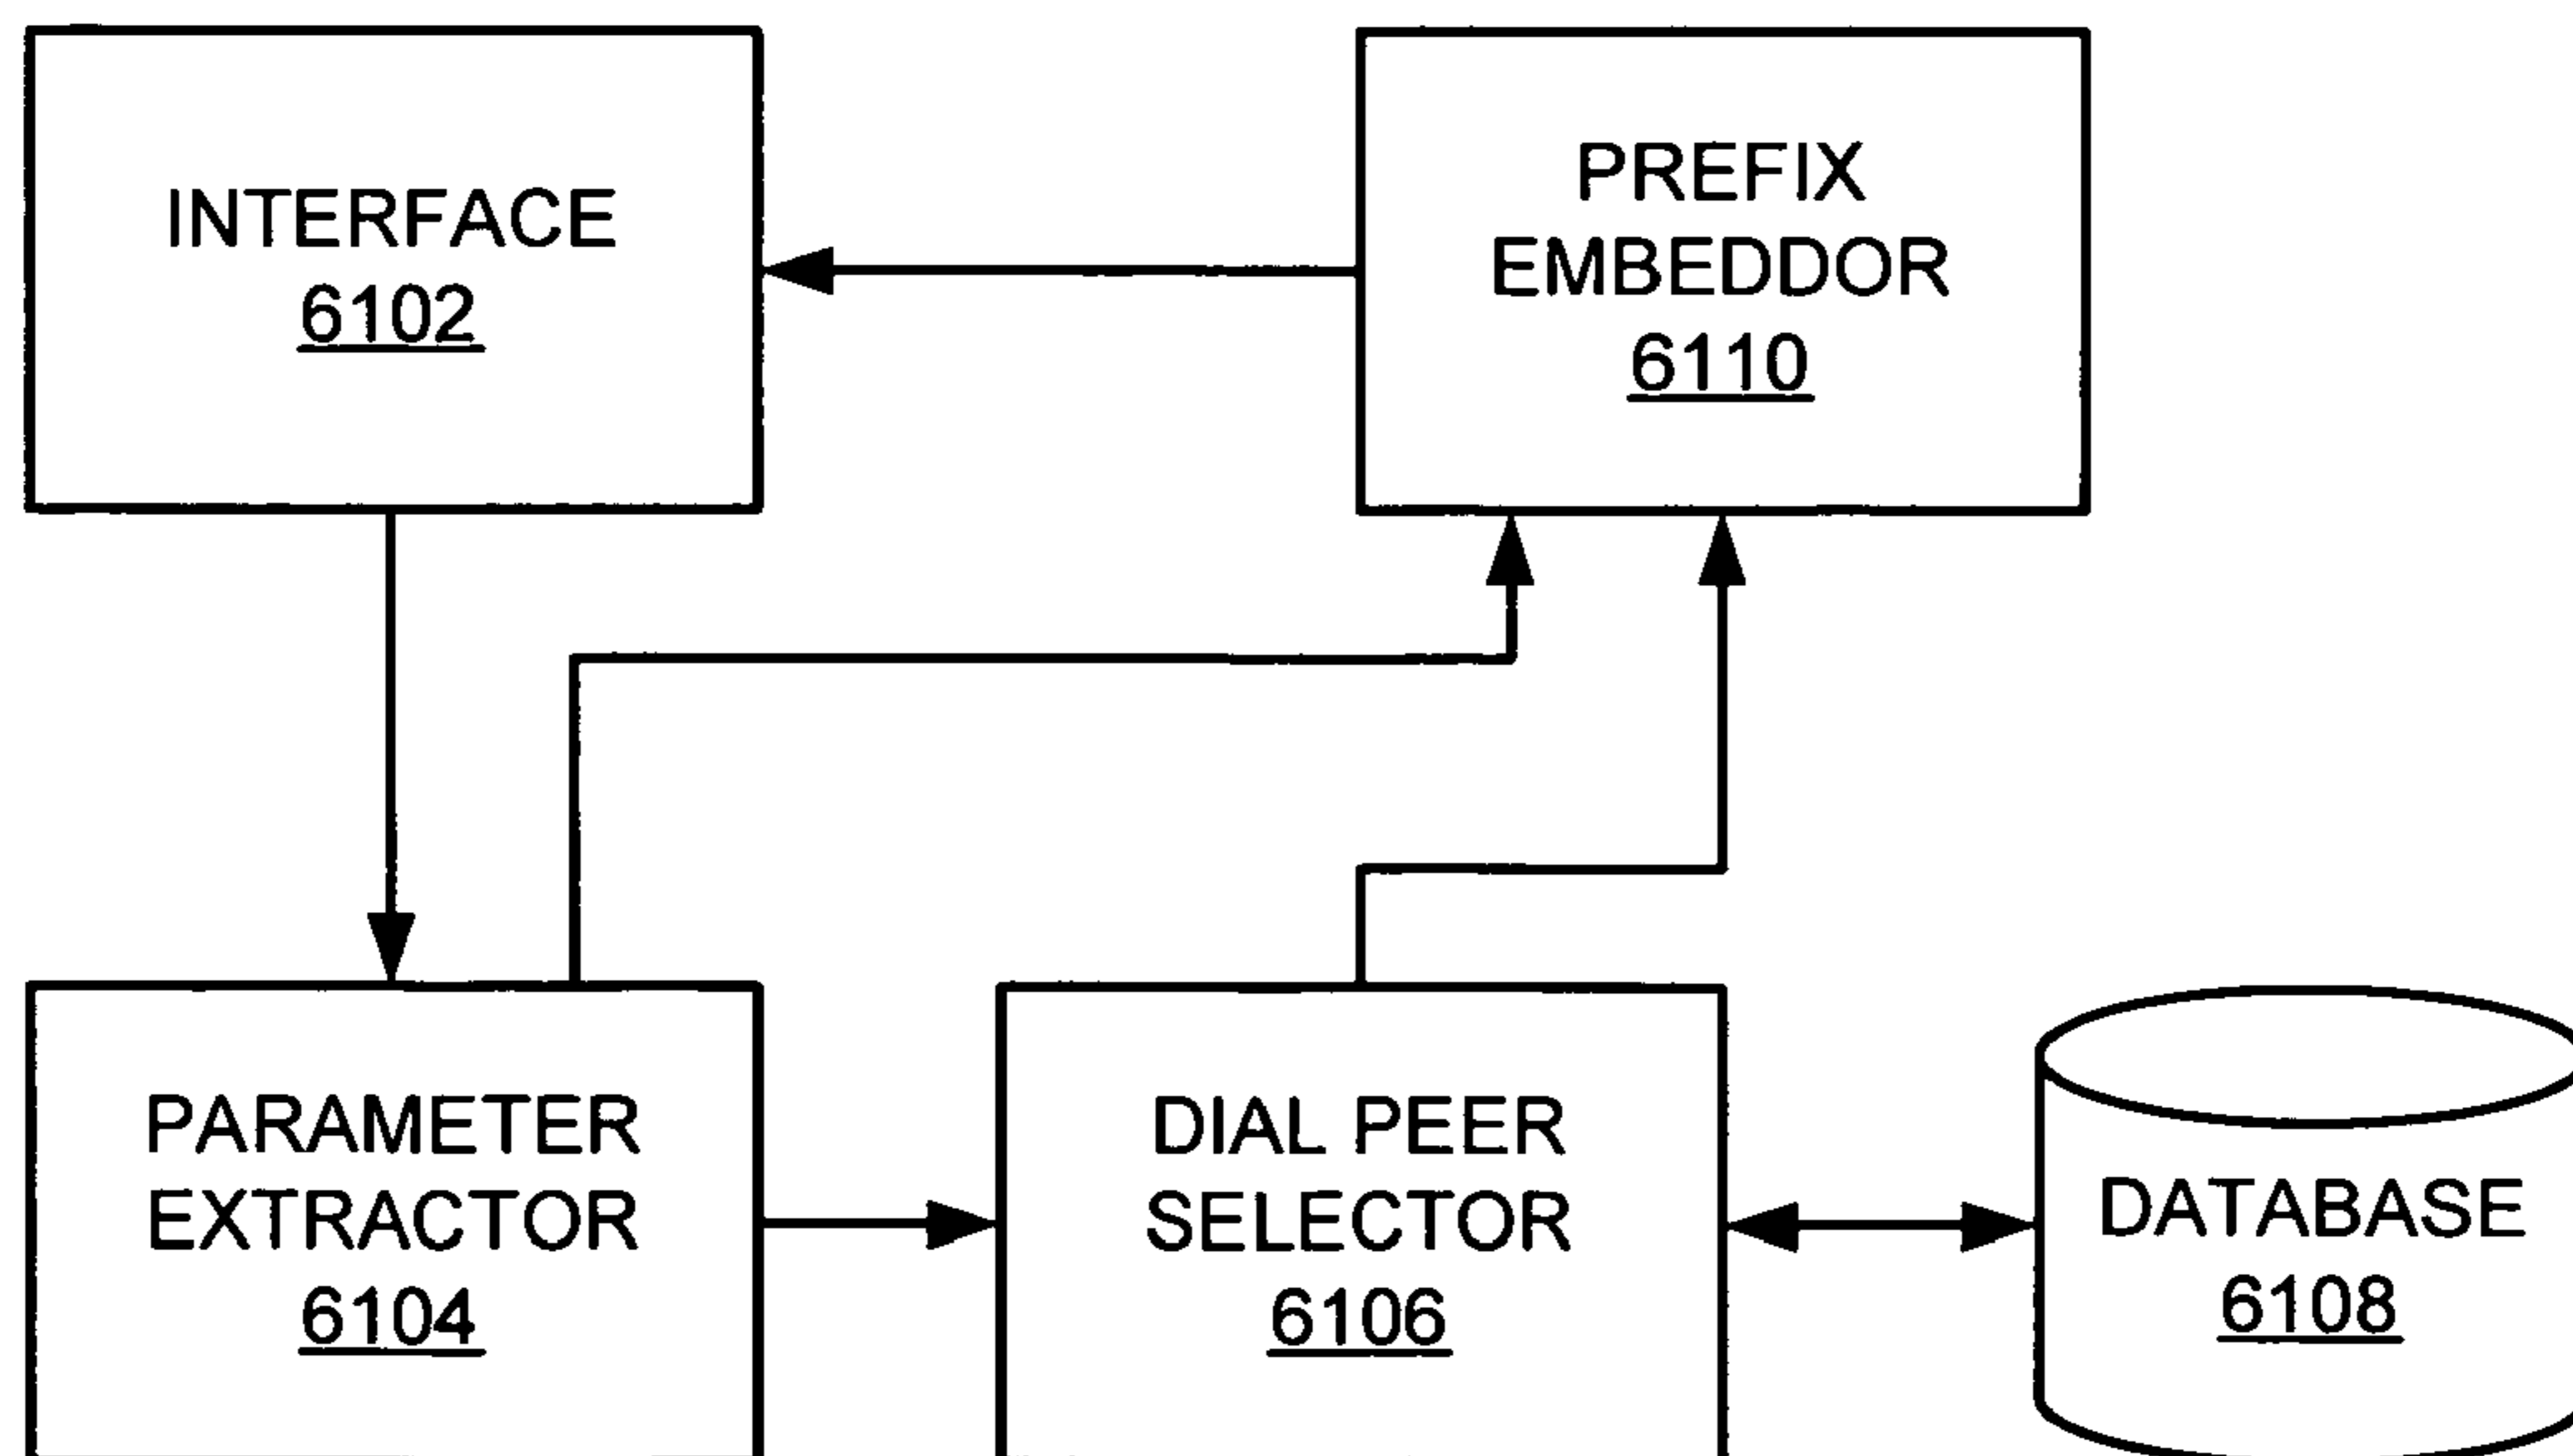 INTERFACE
6102
PREFIX
EMBEDDOR
6110
PARAMETER
EXTRACTOR
6104
DIAL PEER
SELECTOR
6106
DATABASE
6108